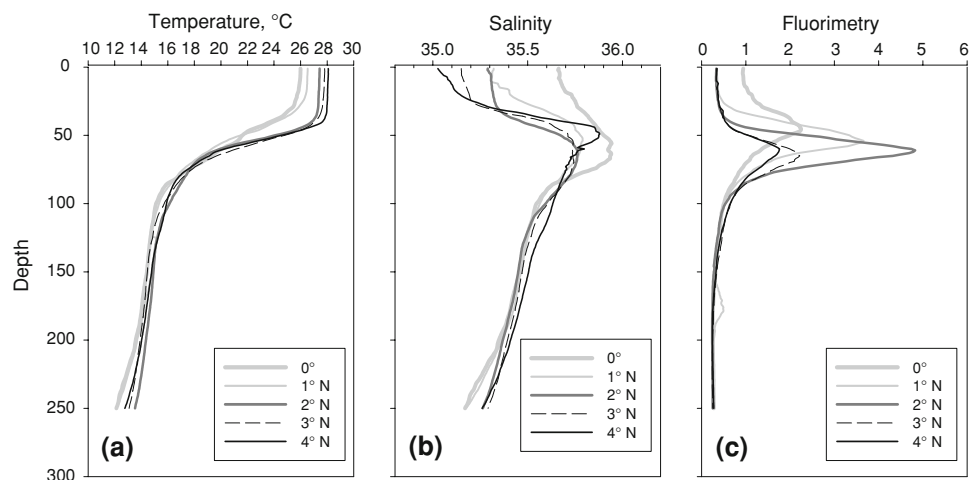 Temperature, °C
10 12 14 16 18 20 22 24 26 28 30
Salinity
35.0 35.5 36.0
Fluorimetry
0 1 2 3 4 5 6
Depth
0
50
100
150
200
250
300
0°
1° N
2° N
3° N
4° N
(a)
0°
1° N
2° N
3° N
4° N
(b)
0°
1° N
2° N
3° N
4° N
(c)